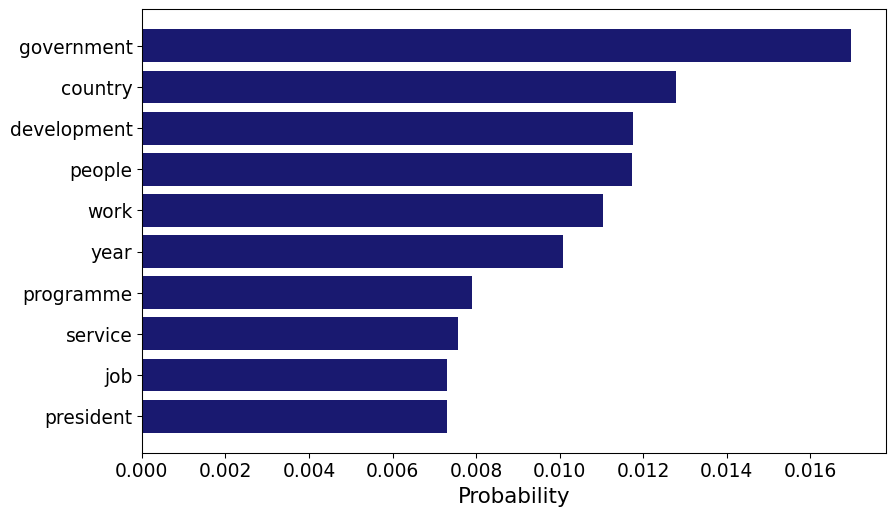 government
country
development
people
work
year
programme
service
job
president
0.000 0.002 0.004 0.006 0.008 0.010 0.012 0.014 0.016
Probability